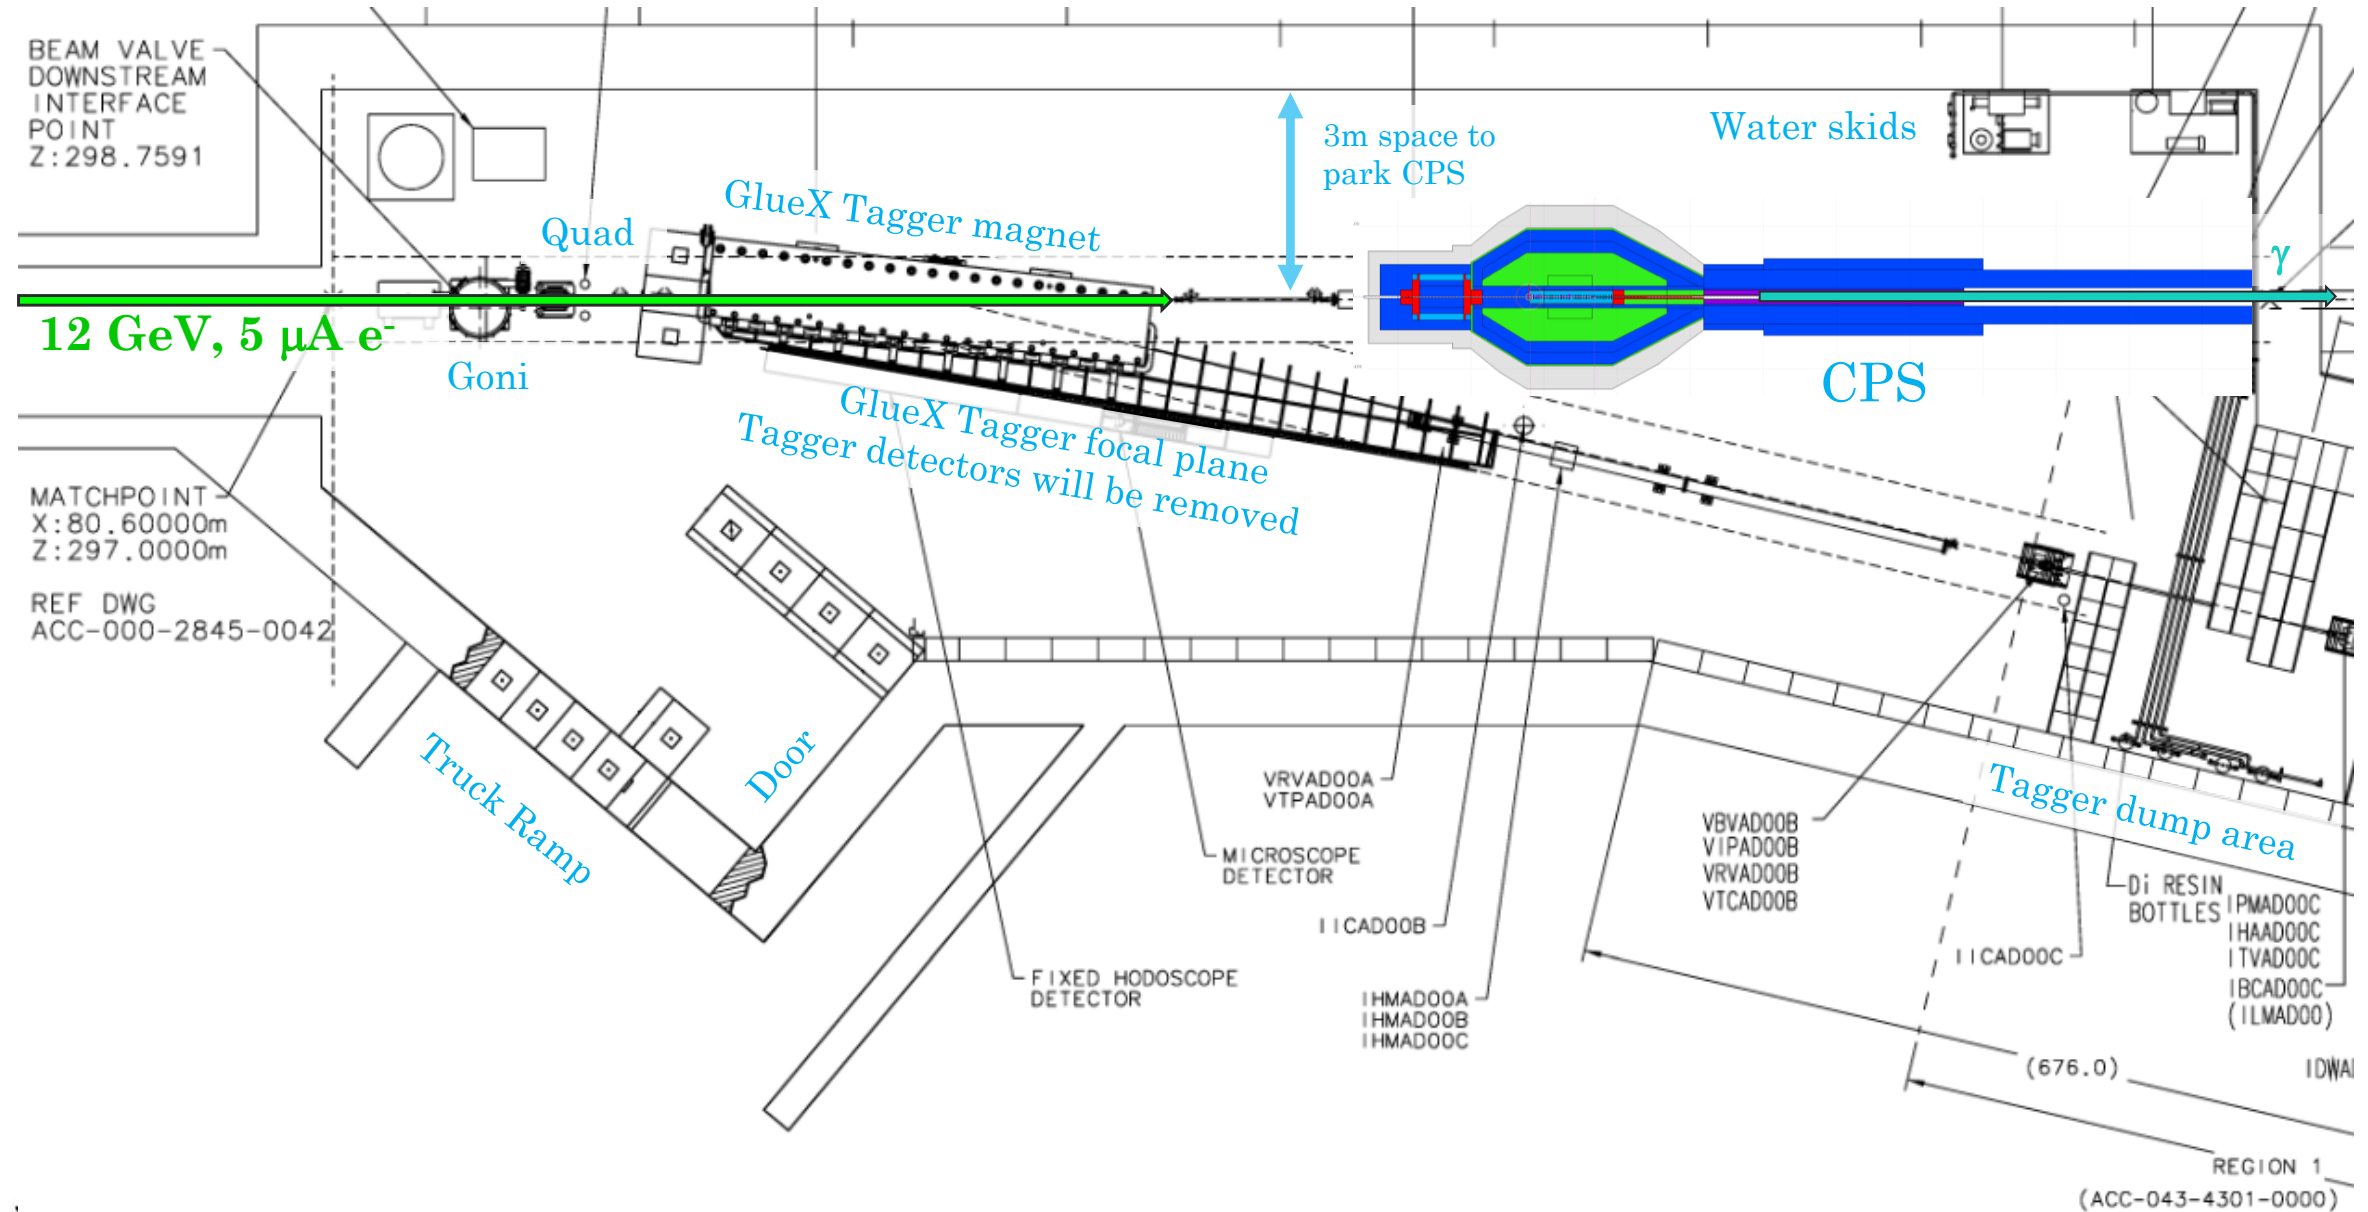 BEAM VALVE
DOWNSTREAM
INTERFACE
POINT
Z:298.7591
Water skids
3m space to
park CPS
GlueX Tagger magnet
Quad
γ
12 GeV, 5 μA e-
Goni
CPS
GlueX Tagger focal plane
Tagger detectors will be removed
MATCHPOINT
X:80.60000m
Z:297.0000m
REF DWG
ACC-000-2845-0042
Truck Ramp
Door
VRVAD00A
VTPAD00A
Tagger dump area
VBVAD00B
VIPAD00B
VRVAD00B
VTCAD00B
MICROSCOPE
DETECTOR
Di RESIN
BOTTLES
IPMAD00C
IHAAD00C
ITVAD00C
IBCAD00C
(ILMAD00)
IICAD00B
IICAD00C
FIXED HODOSCOPE
DETECTOR
IHMAD00A
IHMAD00B
IHMAD00C
(676.0)
IDWA
REGION 1
(ACC-043-4301-0000)